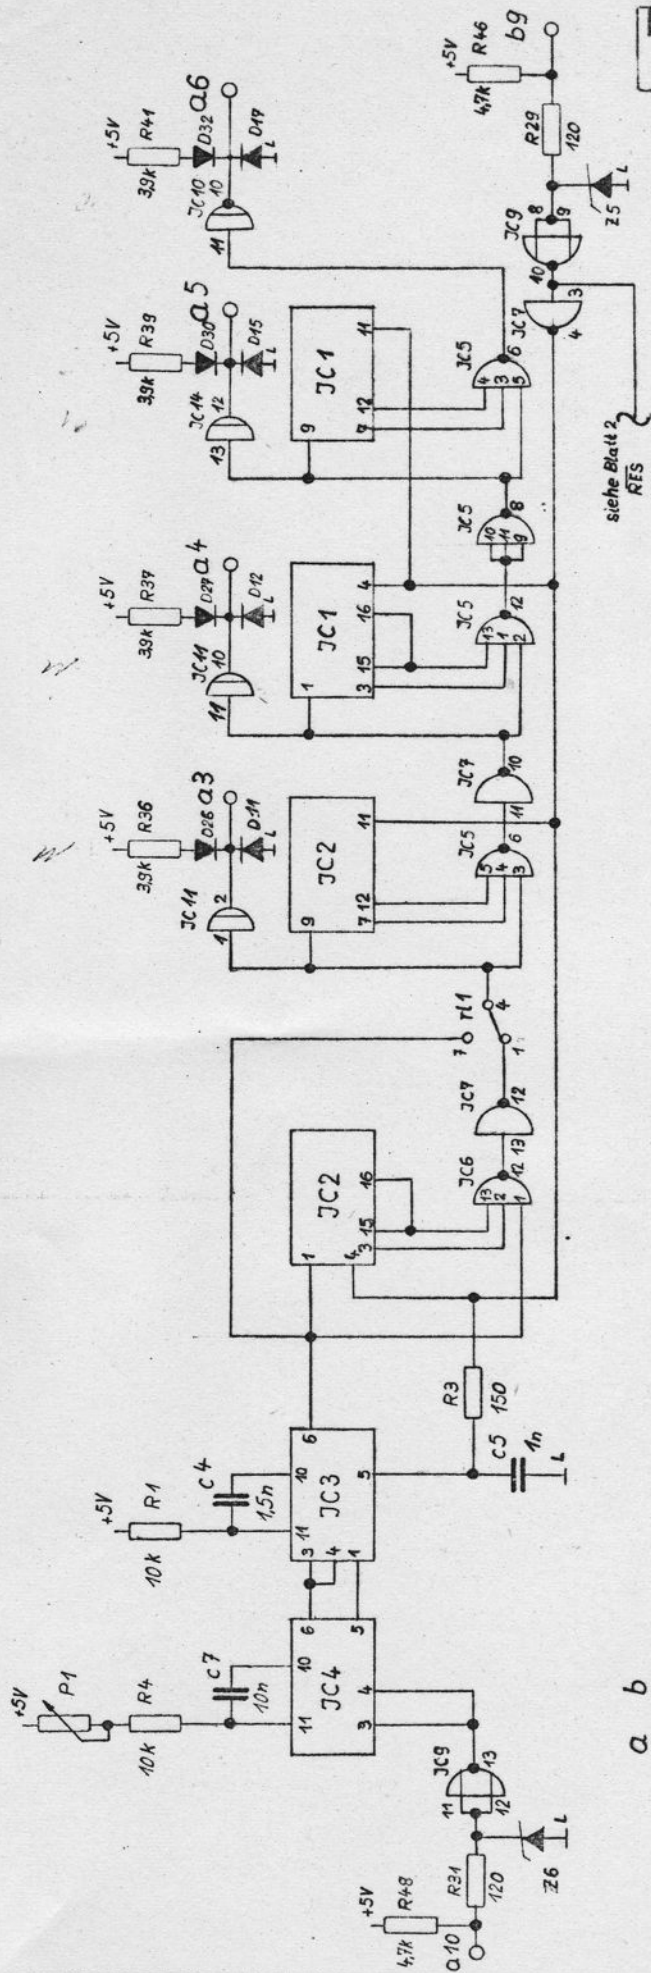 +5V
P1
R4
10k
C7
10n
11
10
6
JC4
5
3
4
JC9
11
13
12
Z6
L
R31
120
R48
4,7k
+5V
a10
+5V
R1
10k
C4
1,5n
11
10
3
4
1
JC3
6
5
R3
150
C5
1n
L
1
JC2
4
3
15
16
JC6
13
2
1
12
13
JC7
12
7
rl1
1
4
+5V
R36
3,9k
D26
a3
D11
L
JC11
1
2
9
JC2
7
12
11
JC5
5
4
3
6
11
JC7
10
+5V
R37
3,9k
D27
a4
D12
L
JC11
11
10
1
JC1
3
15
16
4
JC5
13
1
2
12
JC5
10
11
9
8
+5V
R39
3,9k
D30
a5
D15
L
JC14
13
12
9
JC1
7
12
11
JC5
4
3
5
6
+5V
R41
3,9k
D32
a6
D17
L
JC10
11
10
+5V
R46
4,7k
b9
R29
120
Z5
L
JC9
8
9
10
JC7
3
4
siehe Blatt 2
RES
a b